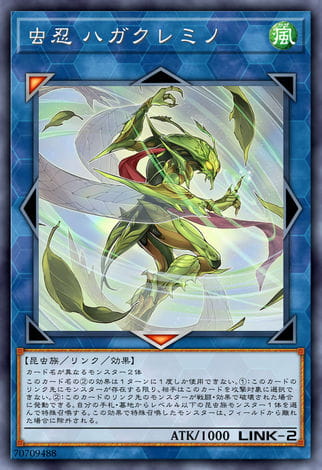 虫忍 ハガクレミノ
風
【昆虫族／リンク／効果】
カード名が異なるモンスター２体
このカード名の②の効果は１ターンに１度しか使用できない。①：このカードの
リンク先にモンスターが存在する限り、相手はこのカードを攻撃対象に選択で
きない。②：このカードのリンク先のモンスターが戦闘・効果で破壊された場合
に発動できる。自分の手札・墓地からレベル４以下の昆虫族モンスター１体を選
んで特殊召喚する。この効果で特殊召喚したモンスターは、フィールドから離れ
た場合に除外される。
ATK/1000 LINK-2
70709488